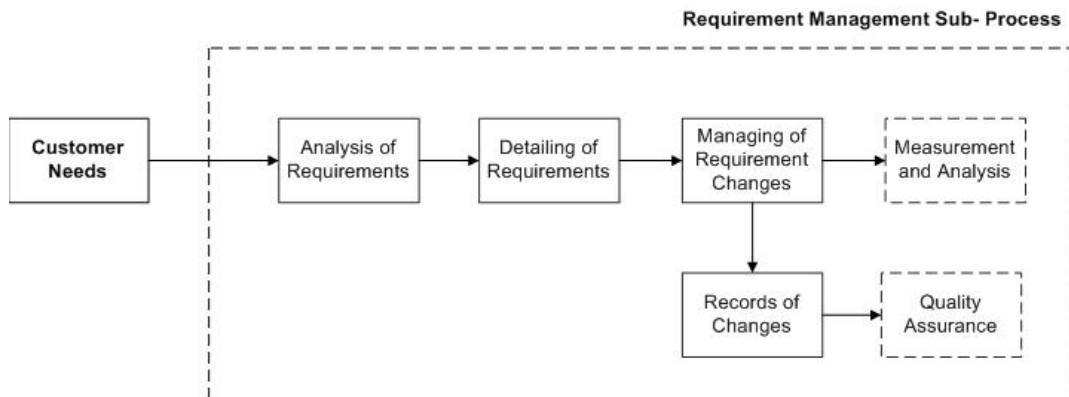 Requirement Management Sub- Process
Customer
Needs
Analysis of
Requirements
Detailing of
Requirements
Managing of
Requirement
Changes
Measurement
and Analysis
Records of
Changes
Quality
Assurance